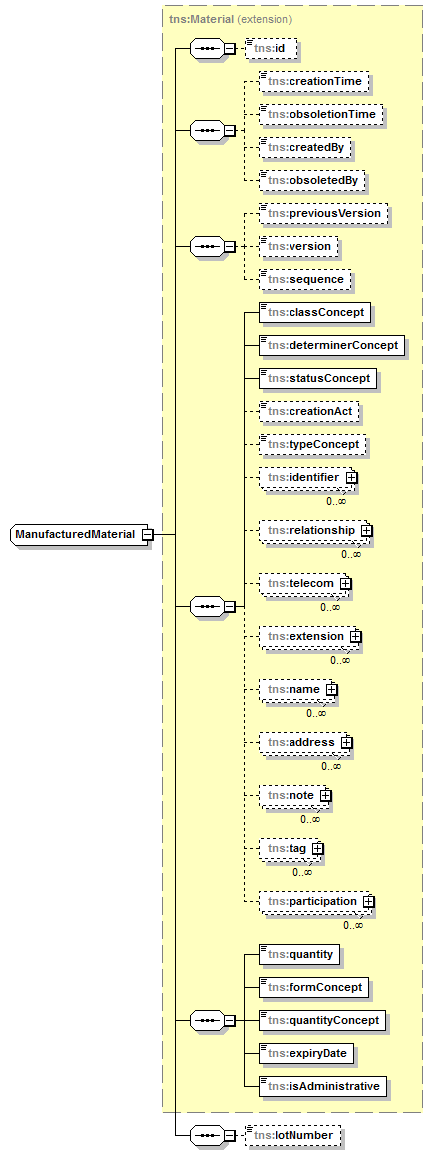 tns:Material (extension)
tns:id
tns:creationTime
tns:obsoletionTime
tns:createdBy
tns:obsoletedBy
tns:previousVersion
tns:version
tns:sequence
tns:classConcept
tns:determinerConcept
tns:statusConcept
tns:creationAct
tns:typeConcept
tns:identifier
0..∞
ManufacturedMaterial
tns:relationship
0..∞
tns:telecom
0..∞
tns:extension
0..∞
tns:name
0..∞
tns:address
0..∞
tns:note
0..∞
tns:tag
0..∞
tns:participation
0..∞
tns:quantity
tns:formConcept
tns:quantityConcept
tns:expiryDate
tns:isAdministrative
tns:lotNumber